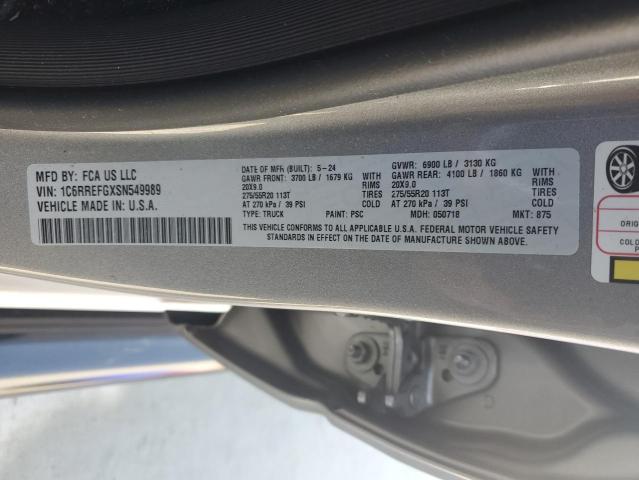 MFD BY: FCA US LLC
VIN: 1C6RREFGXSN549989
VEHICLE MADE IN: U.S.A.
DATE OF MFR (BUILT): 5-24
GAWR FRONT: 3700 LB / 1679 KG WITH
20X9.0 TIRES
275/55R20 113T COLD
AT 270 kPa / 39 PSI
TYPE: TRUCK PAINT: PSC
GVWR: 6900 LB / 3130 KG
GAWR REAR: 4100 LB / 1860 KG WITH
20X9.0 TIRES
275/55R20 113T COLD
AT 270 kPa / 39 PSI
MDH: 050718 MKT: 875
THIS VEHICLE CONFORMS TO ALL APPLICABLE U.S.A. FEDERAL MOTOR VEHICLE SAFETY
STANDARDS IN EFFECT ON THE DATE OF MANUFACTURE SHOWN ABOVE.